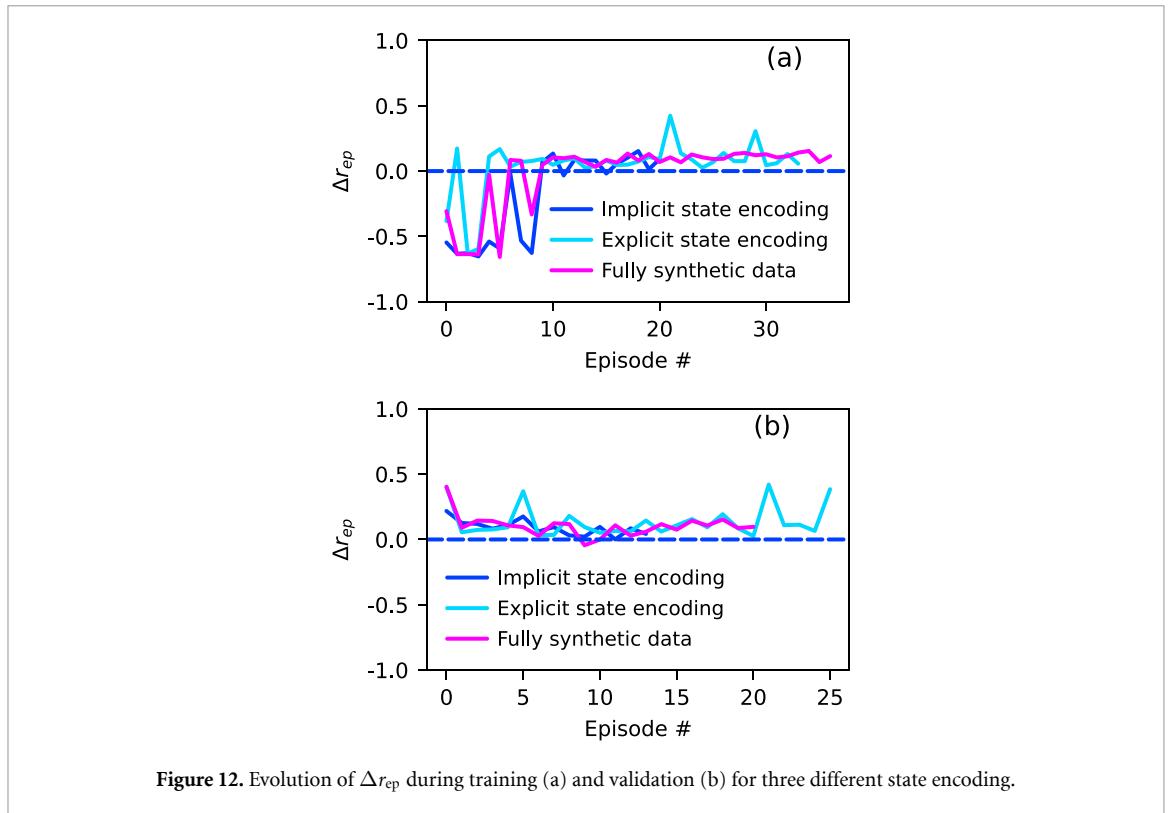 1.0
(a)
0.5
0.0
-0.5
-1.0
Δr_ep
Implicit state encoding
Explicit state encoding
Fully synthetic data
0 10 20 30
Episode #
1.0
(b)
0.5
0.0
-0.5
-1.0
Δr_ep
Implicit state encoding
Explicit state encoding
Fully synthetic data
0 5 10 15 20 25
Episode #
Figure 12. Evolution of Δr_ep during training (a) and validation (b) for three different state encoding.